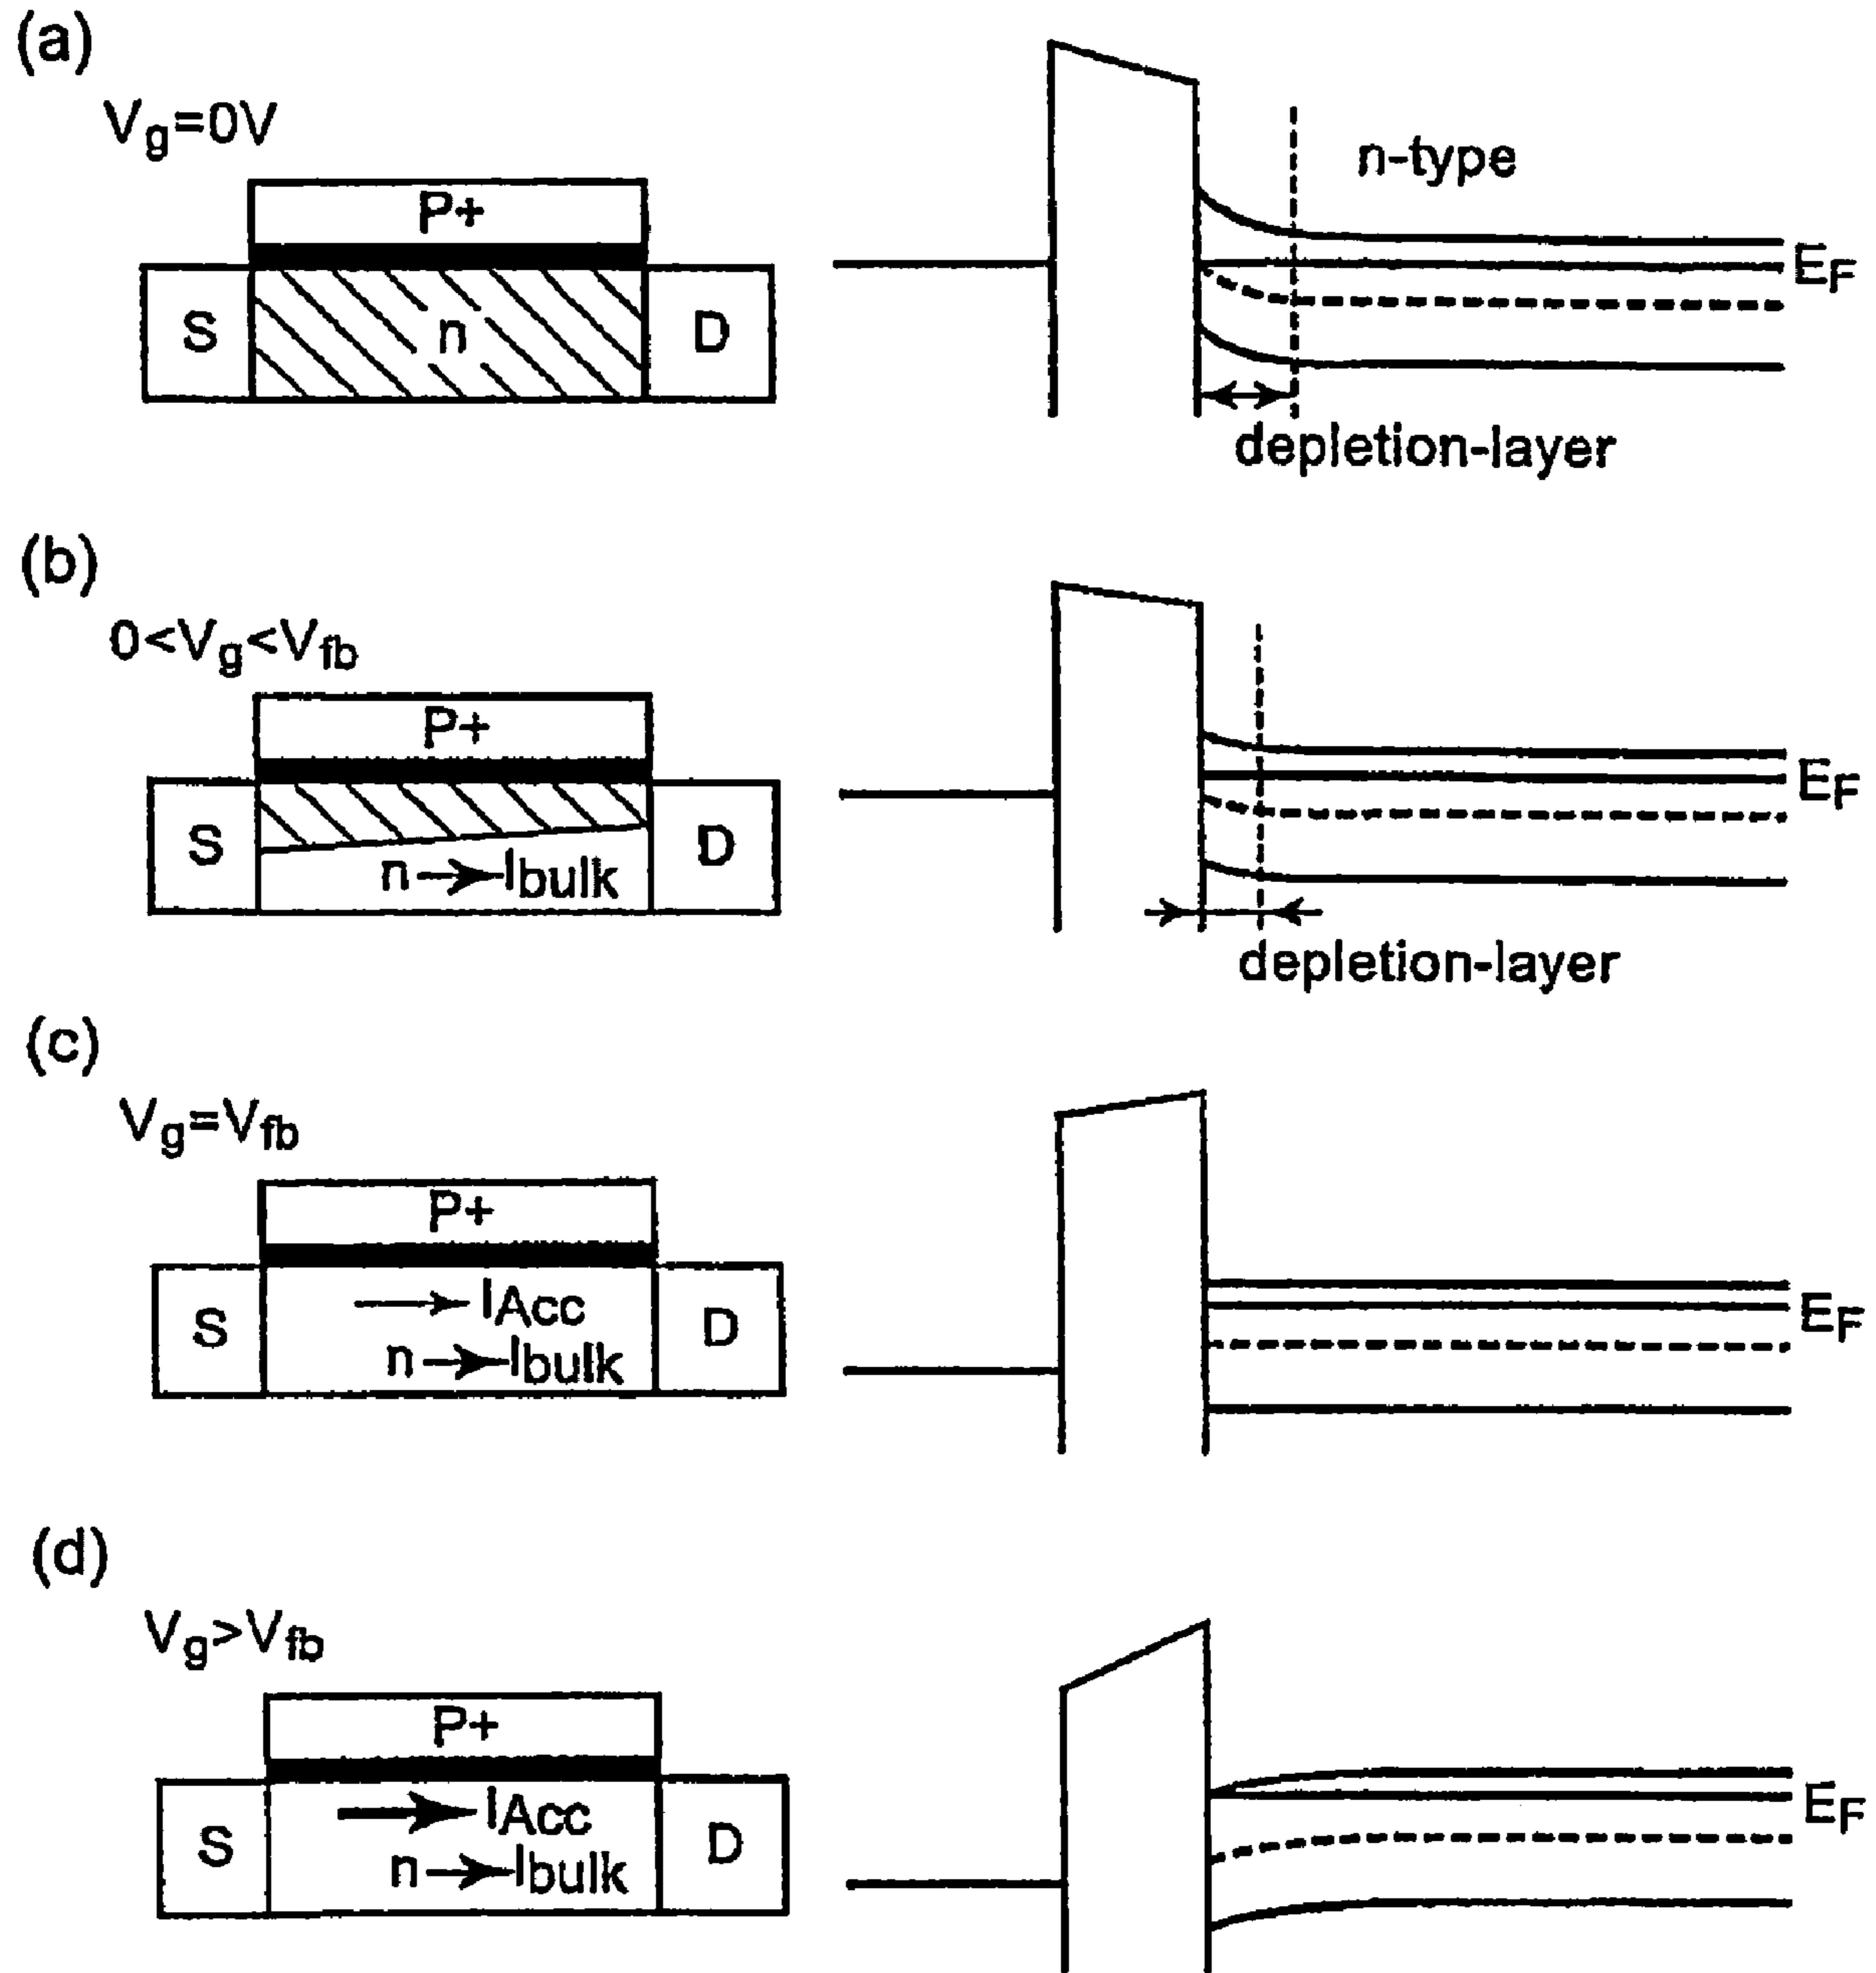 (a)
Vg=0V
P+
S
n
D
n-type
EF
depletion-layer
(b)
0<Vg<Vfb
P+
S
n
Ibulk
D
EF
depletion-layer
(c)
Vg=Vfb
P+
S
IAcc
n
Ibulk
D
EF
(d)
Vg>Vfb
P+
S
IAcc
n
Ibulk
D
EF